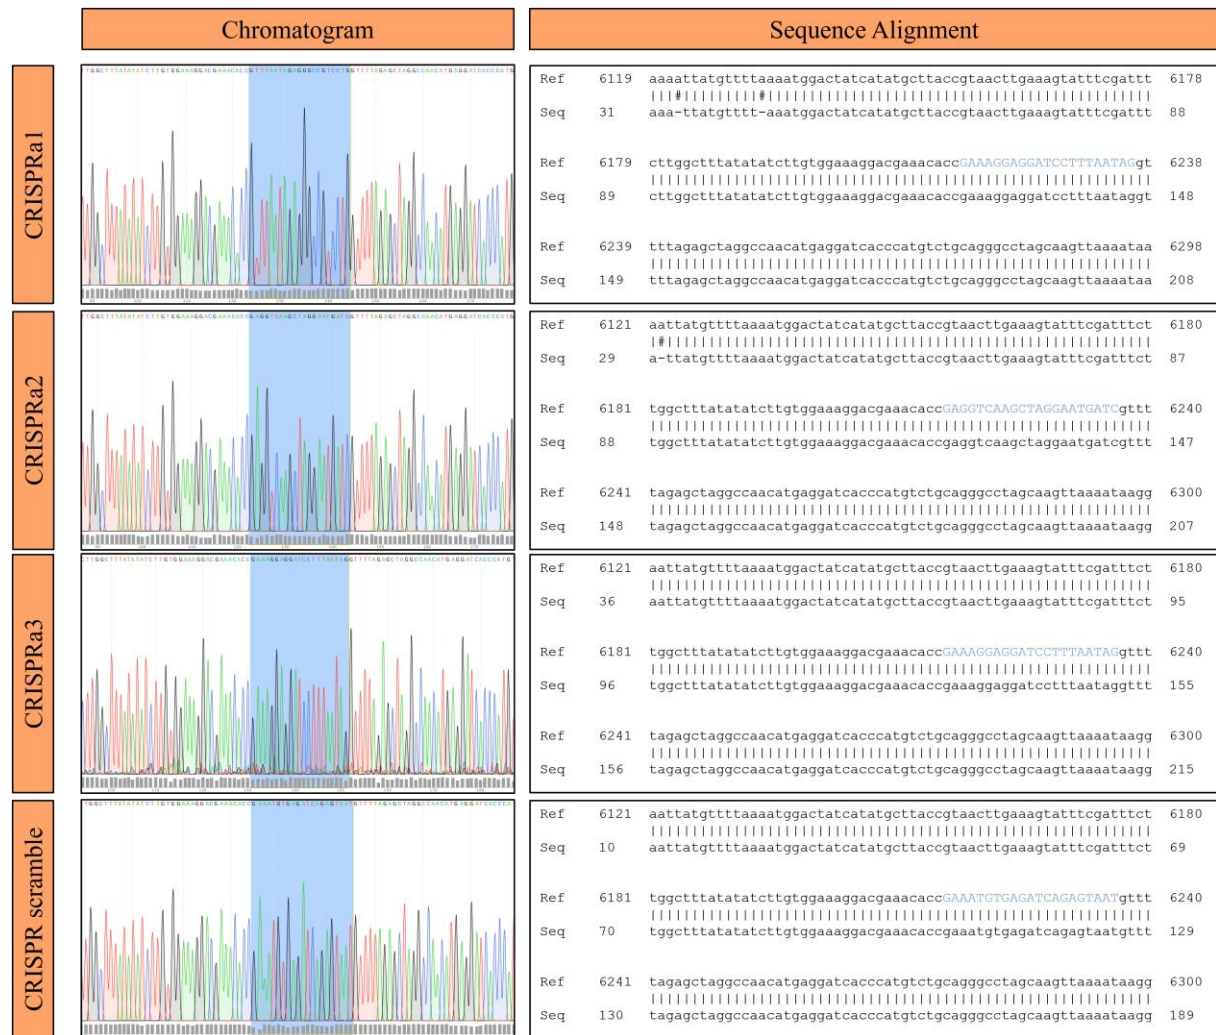 Chromatogram
Sequence Alignment
CRISPRa1
Ref 6119 aaaattatgttttaaaatggactatcatatgcttaccgtaacttgaaagtatttcgattt 6178
Seq 31 aaa-ttatgtttt-aaatggactatcatatgcttaccgtaacttgaaagtatttcgattt 88
Ref 6179 cttggctttatatatcttgtggaaaggacgaaacaccGAAAGGAGGATCCTTTAATAGgt 6238
Seq 89 cttggctttatatatcttgtggaaaggacgaaacaccgaaaggaggatcctttaataggt 148
Ref 6239 tttagagctaggccaacatgaggatcacccatgtctgcagggcctagcaagttaaaataa 6298
Seq 149 tttagagctaggccaacatgaggatcacccatgtctgcagggcctagcaagttaaaataa 208
CRISPRa2
Ref 6121 aattatgttttaaaatggactatcatatgcttaccgtaacttgaaagtatttcgatttct 6180
Seq 29 a-ttatgttttaaaatggactatcatatgcttaccgtaacttgaaagtatttcgatttct 87
Ref 6181 tggctttatatatcttgtggaaaggacgaaacaccGAGGTCAAGCTAGGAATGATCgttt 6240
Seq 88 tggctttatatatcttgtggaaaggacgaaacaccgaggtcaagctaggaatgatcgttt 147
Ref 6241 tagagctaggccaacatgaggatcacccatgtctgcagggcctagcaagttaaaataagg 6300
Seq 148 tagagctaggccaacatgaggatcacccatgtctgcagggcctagcaagttaaaataagg 207
CRISPRa3
Ref 6121 aattatgttttaaaatggactatcatatgcttaccgtaacttgaaagtatttcgatttct 6180
Seq 36 aattatgttttaaaatggactatcatatgcttaccgtaacttgaaagtatttcgatttct 95
Ref 6181 tggctttatatatcttgtggaaaggacgaaacaccGAAAGGAGGATCCTTTAATAGgttt 6240
Seq 96 tggctttatatatcttgtggaaaggacgaaacaccgaaaggaggatcctttaataggttt 155
Ref 6241 tagagctaggccaacatgaggatcacccatgtctgcagggcctagcaagttaaaataagg 6300
Seq 156 tagagctaggccaacatgaggatcacccatgtctgcagggcctagcaagttaaaataagg 215
CRISPR scramble
Ref 6121 aattatgttttaaaatggactatcatatgcttaccgtaacttgaaagtatttcgatttct 6180
Seq 10 aattatgttttaaaatggactatcatatgcttaccgtaacttgaaagtatttcgatttct 69
Ref 6181 tggctttatatatcttgtggaaaggacgaaacaccGAAATGTGAGATCAGAGTAATgttt 6240
Seq 70 tggctttatatatcttgtggaaaggacgaaacaccgaaatgtgagatcagagtaatgttt 129
Ref 6241 tagagctaggccaacatgaggatcacccatgtctgcagggcctagcaagttaaaataagg 6300
Seq 130 tagagctaggccaacatgaggatcacccatgtctgcagggcctagcaagttaaaataagg 189